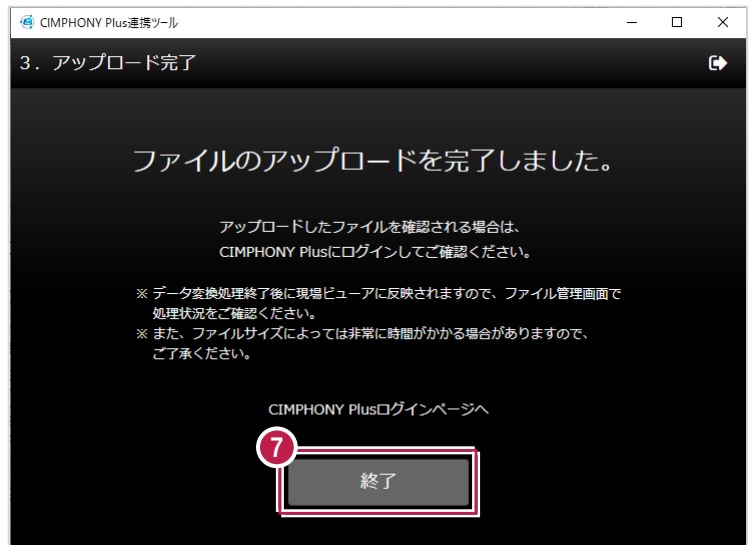 CIMPHONY Plus連携ツール
3．アップロード完了
ファイルのアップロードを完了しました。
アップロードしたファイルを確認される場合は、
CIMPHONY Plusにログインしてご確認ください。
※ データ変換処理終了後に現場ビューアに反映されますので、ファイル管理画面で
処理状況をご確認ください。
※ また、ファイルサイズによっては非常に時間がかかる場合がありますので、
ご了承ください。
CIMPHONY Plusログインページへ
7
終了